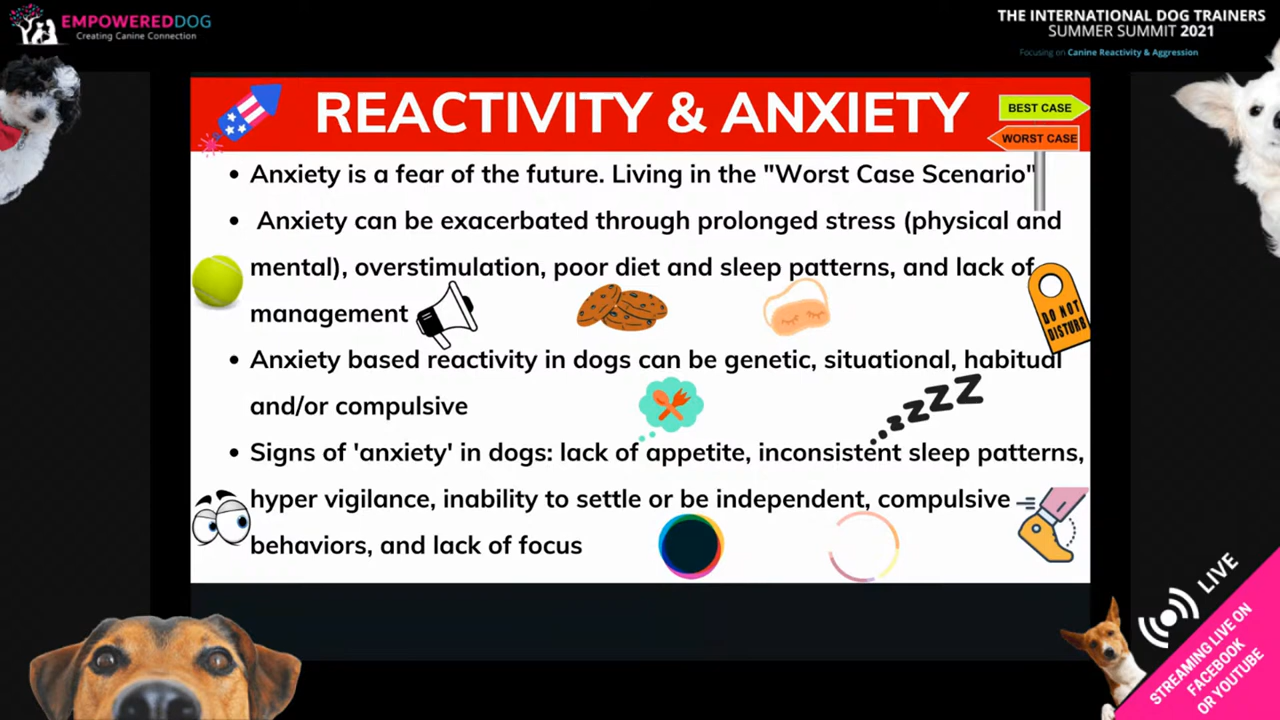 EMPOWEREDDOG
Creating Canine Connection
THE INTERNATIONAL DOG TRAINERS
SUMMER SUMMIT 2021
Focusing on Canine Reactivity & Aggression
REACTIVITY & ANXIETY
BEST CASE
WORST CASE
• Anxiety is a fear of the future. Living in the "Worst Case Scenario"
• Anxiety can be exacerbated through prolonged stress (physical and
mental), overstimulation, poor diet and sleep patterns, and lack of
management
DO NOT
DISTURB
• Anxiety based reactivity in dogs can be genetic, situational, habitual
and/or compulsive
zzzZZ
• Signs of 'anxiety' in dogs: lack of appetite, inconsistent sleep patterns,
hyper vigilance, inability to settle or be independent, compulsive
behaviors, and lack of focus
LIVE
STREAMING LIVE ON
FACEBOOK
OR YOUTUBE